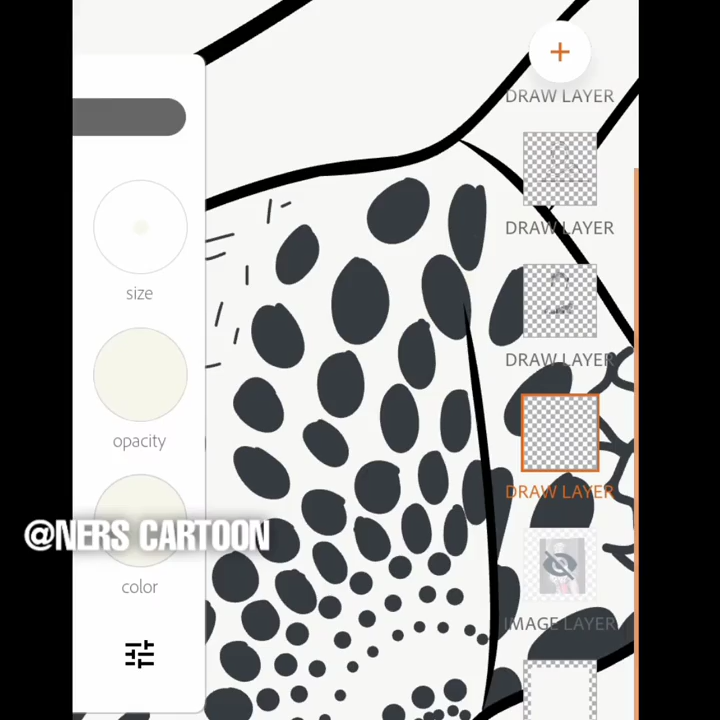 DRAW LAYER
DRAW LAYER
size
DRAW LAYER
opacity
DRAW LAYER
@NERS CARTOON
color
IMAGE LAYER